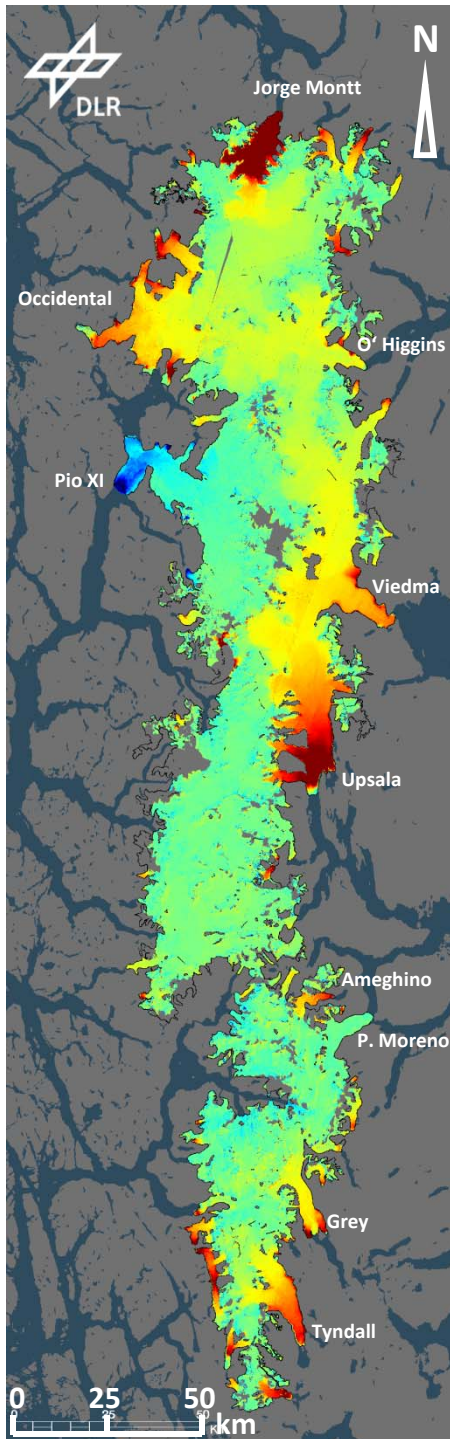 DLR
N
Jorge Montt
Occidental
O' Higgins
Pio XI
Viedma
Upsala
Ameghino
P. Moreno
Grey
Tyndall
0 25 50
km